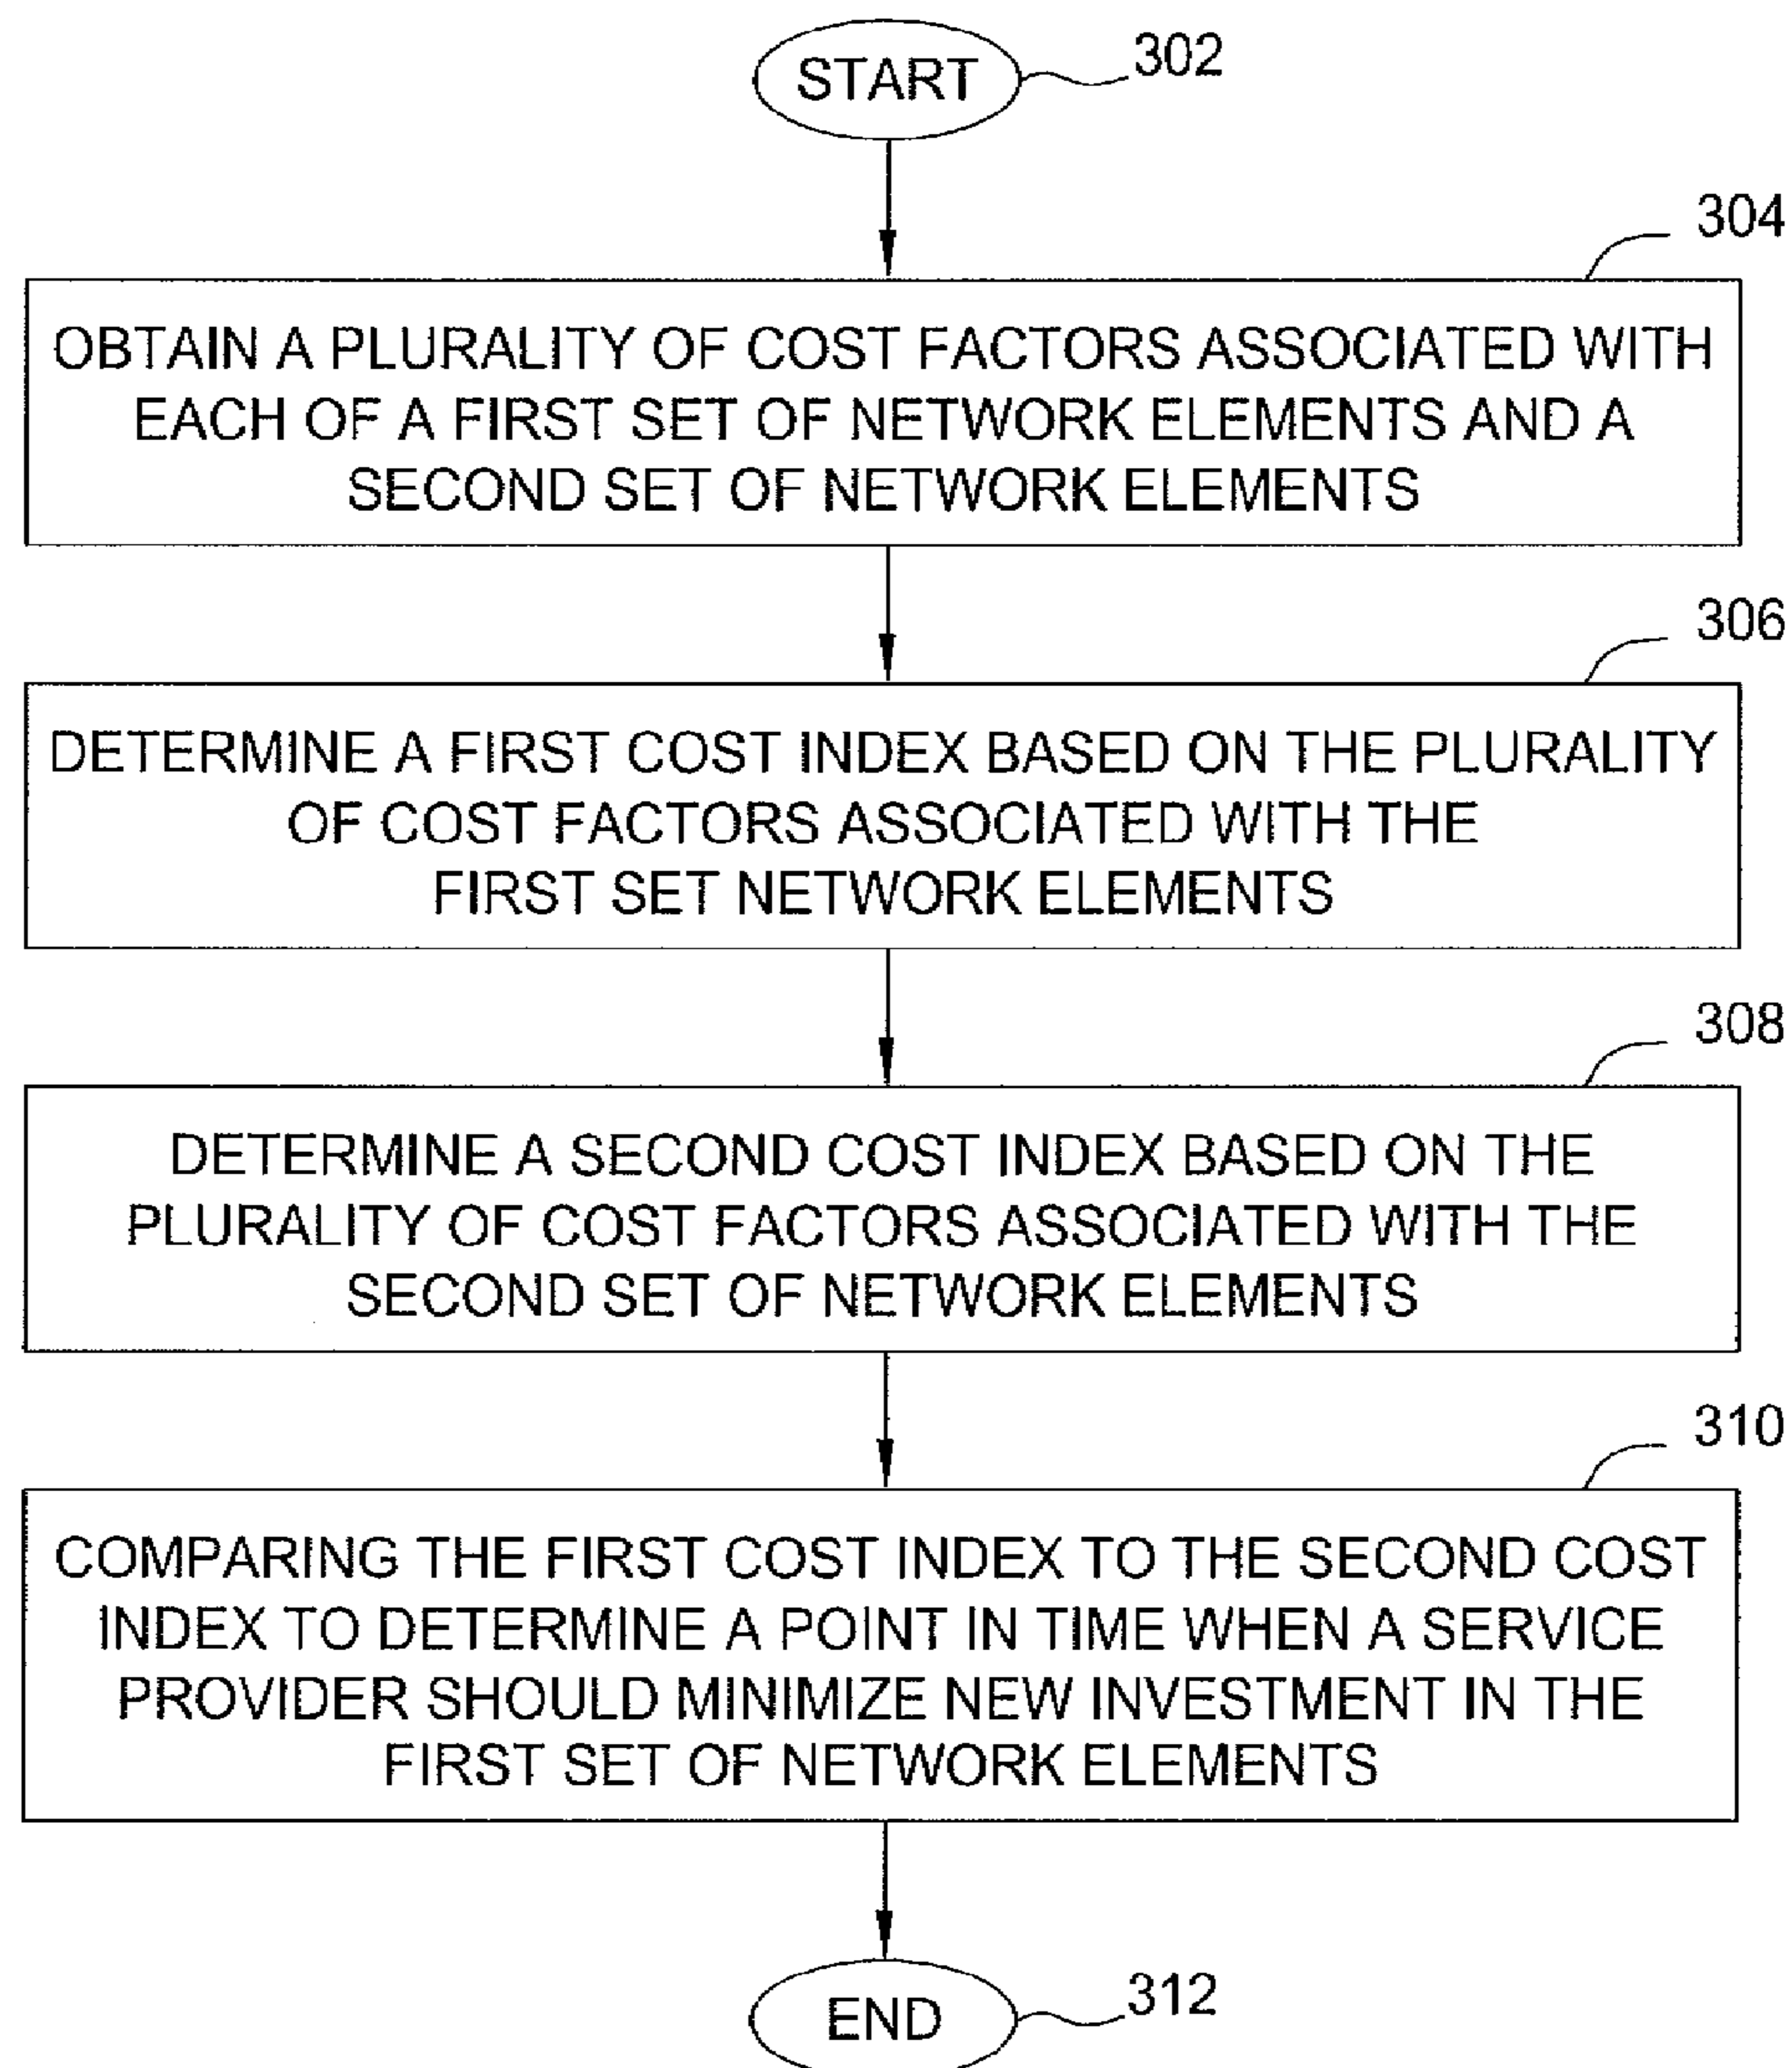 START
302
304
OBTAIN A PLURALITY OF COST FACTORS ASSOCIATED WITH
EACH OF A FIRST SET OF NETWORK ELEMENTS AND A
SECOND SET OF NETWORK ELEMENTS
306
DETERMINE A FIRST COST INDEX BASED ON THE PLURALITY
OF COST FACTORS ASSOCIATED WITH THE
FIRST SET NETWORK ELEMENTS
308
DETERMINE A SECOND COST INDEX BASED ON THE
PLURALITY OF COST FACTORS ASSOCIATED WITH THE
SECOND SET OF NETWORK ELEMENTS
310
COMPARING THE FIRST COST INDEX TO THE SECOND COST
INDEX TO DETERMINE A POINT IN TIME WHEN A SERVICE
PROVIDER SHOULD MINIMIZE NEW INVESTMENT IN THE
FIRST SET OF NETWORK ELEMENTS
END
312